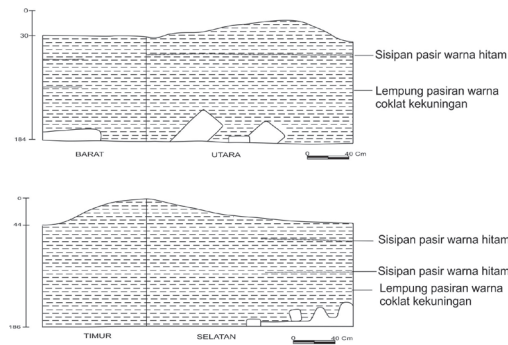 0
30
184
Sisipan pasir warna hitam
Lempung pasiran warna
coklat kekuningan
BARAT
UTARA
0 40 Cm
0
44
186
Sisipan pasir warna hitam
Sisipan pasir warna hitam
Lempung pasiran warna
coklat kekuningan
TIMUR
SELATAN
0 40 Cm